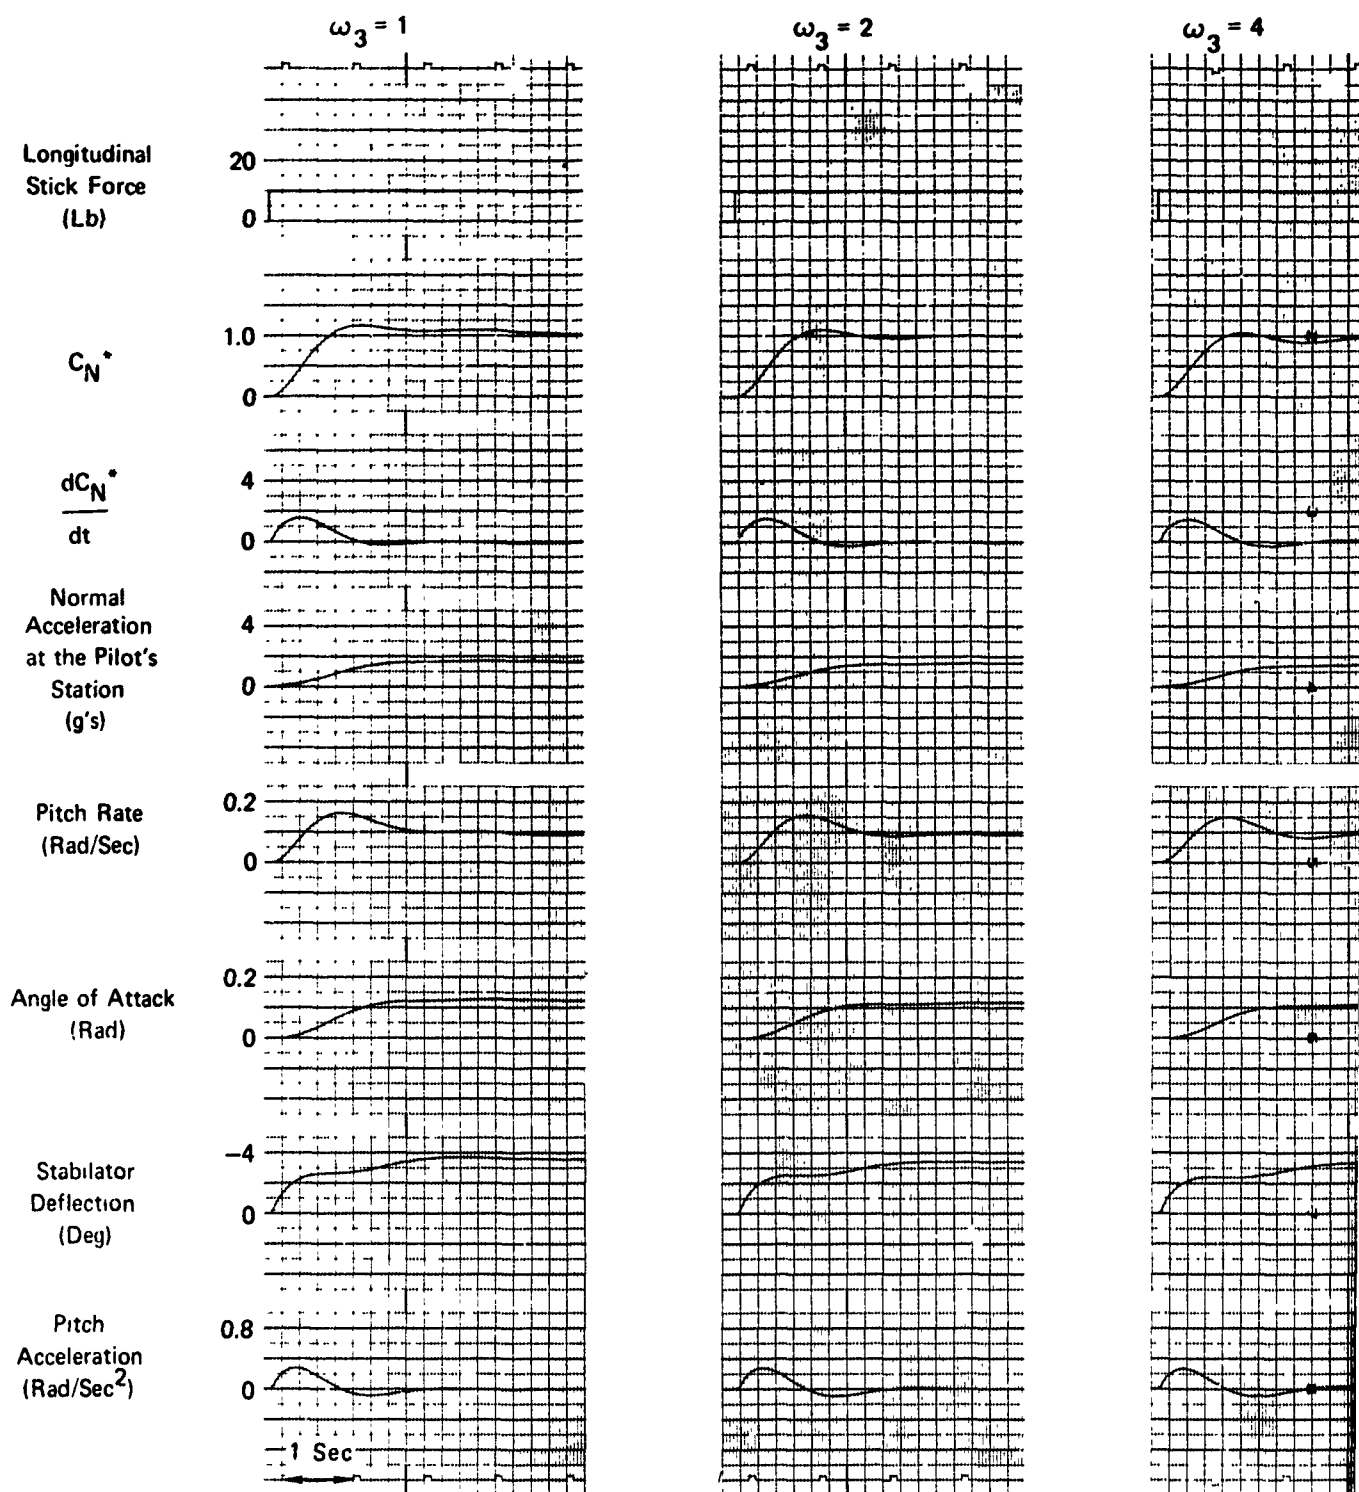 ω3 = 1
ω3 = 2
ω3 = 4
Longitudinal
Stick Force
(Lb)
20
0
CN*
1.0
0
dCN*
dt
4
0
Normal
Acceleration
at the Pilot's
Station
(g's)
4
0
Pitch Rate
(Rad/Sec)
0.2
0
Angle of Attack
(Rad)
0.2
0
Stabilator
Deflection
(Deg)
−4
0
Pitch
Acceleration
(Rad/Sec2)
0.8
0
1 Sec